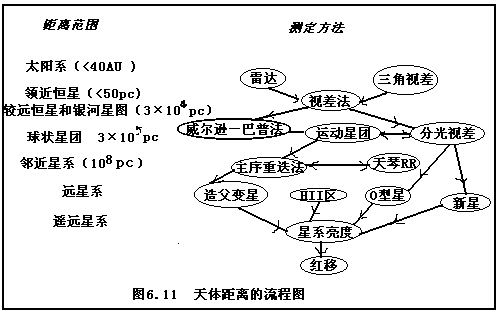 距离范围 测定方法
太阳系（<40AU ）
雷达 三角视差
领近恒星（<50pc）
视差法
较远恒星和银河星图（3×10⁴pc）
威尔逊一巴普法 运动星团 分光视差
球状星团 3×10⁵pc
邻近星系（10⁸pc）
主序重迭法 天琴RR
远星系
造父变星 HII区 O型星 新星
遥远星系
星系亮度
红移
图6.11 天体距离的流程图